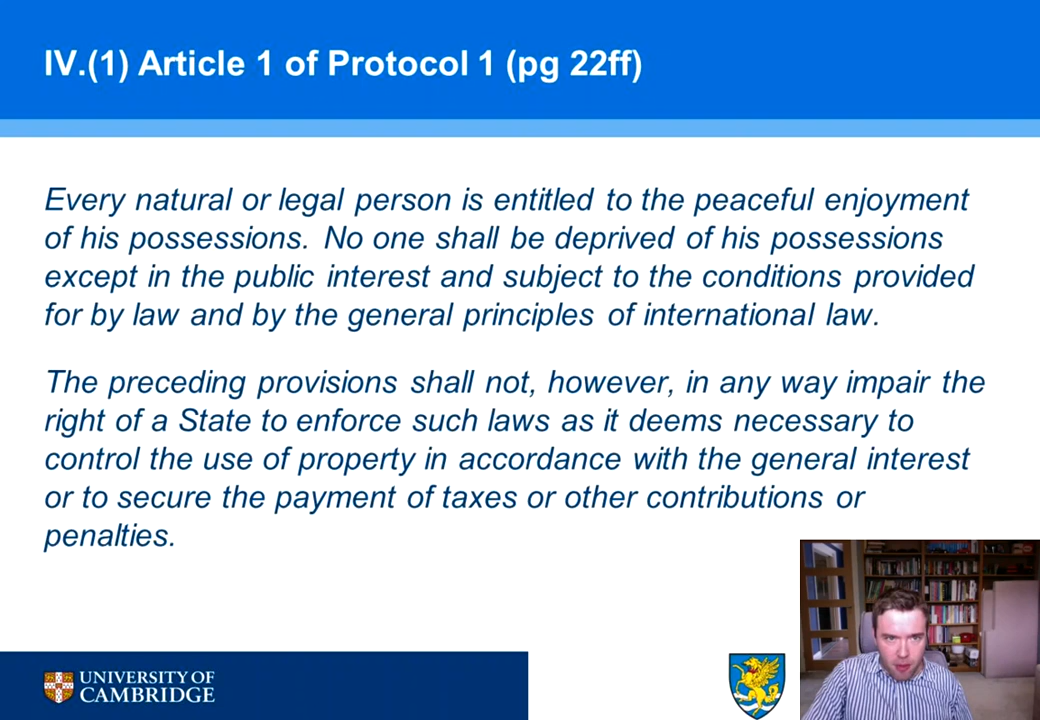 IV.(1) Article 1 of Protocol 1 (pg 22ff)
Every natural or legal person is entitled to the peaceful enjoyment
of his possessions. No one shall be deprived of his possessions
except in the public interest and subject to the conditions provided
for by law and by the general principles of international law.
The preceding provisions shall not, however, in any way impair the
right of a State to enforce such laws as it deems necessary to
control the use of property in accordance with the general interest
or to secure the payment of taxes or other contributions or
penalties.
UNIVERSITY OF
CAMBRIDGE